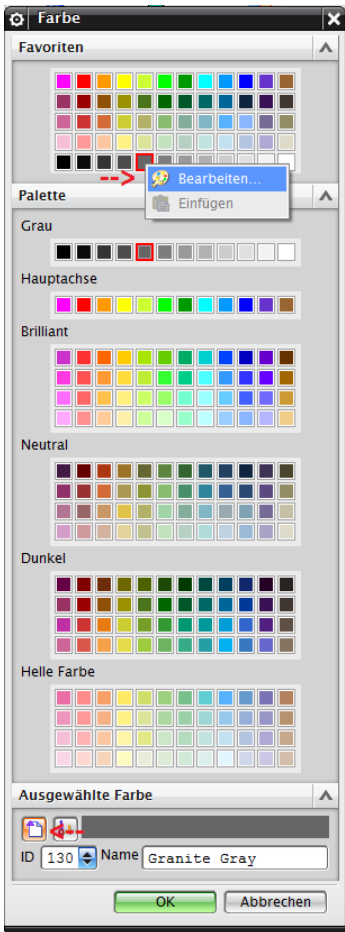 Farbe
Favoriten
Bearbeiten...
Einfügen
Palette
Grau
Hauptachse
Brilliant
Neutral
Dunkel
Helle Farbe
Ausgewählte Farbe
ID 130 Name Granite Gray
OK Abbrechen